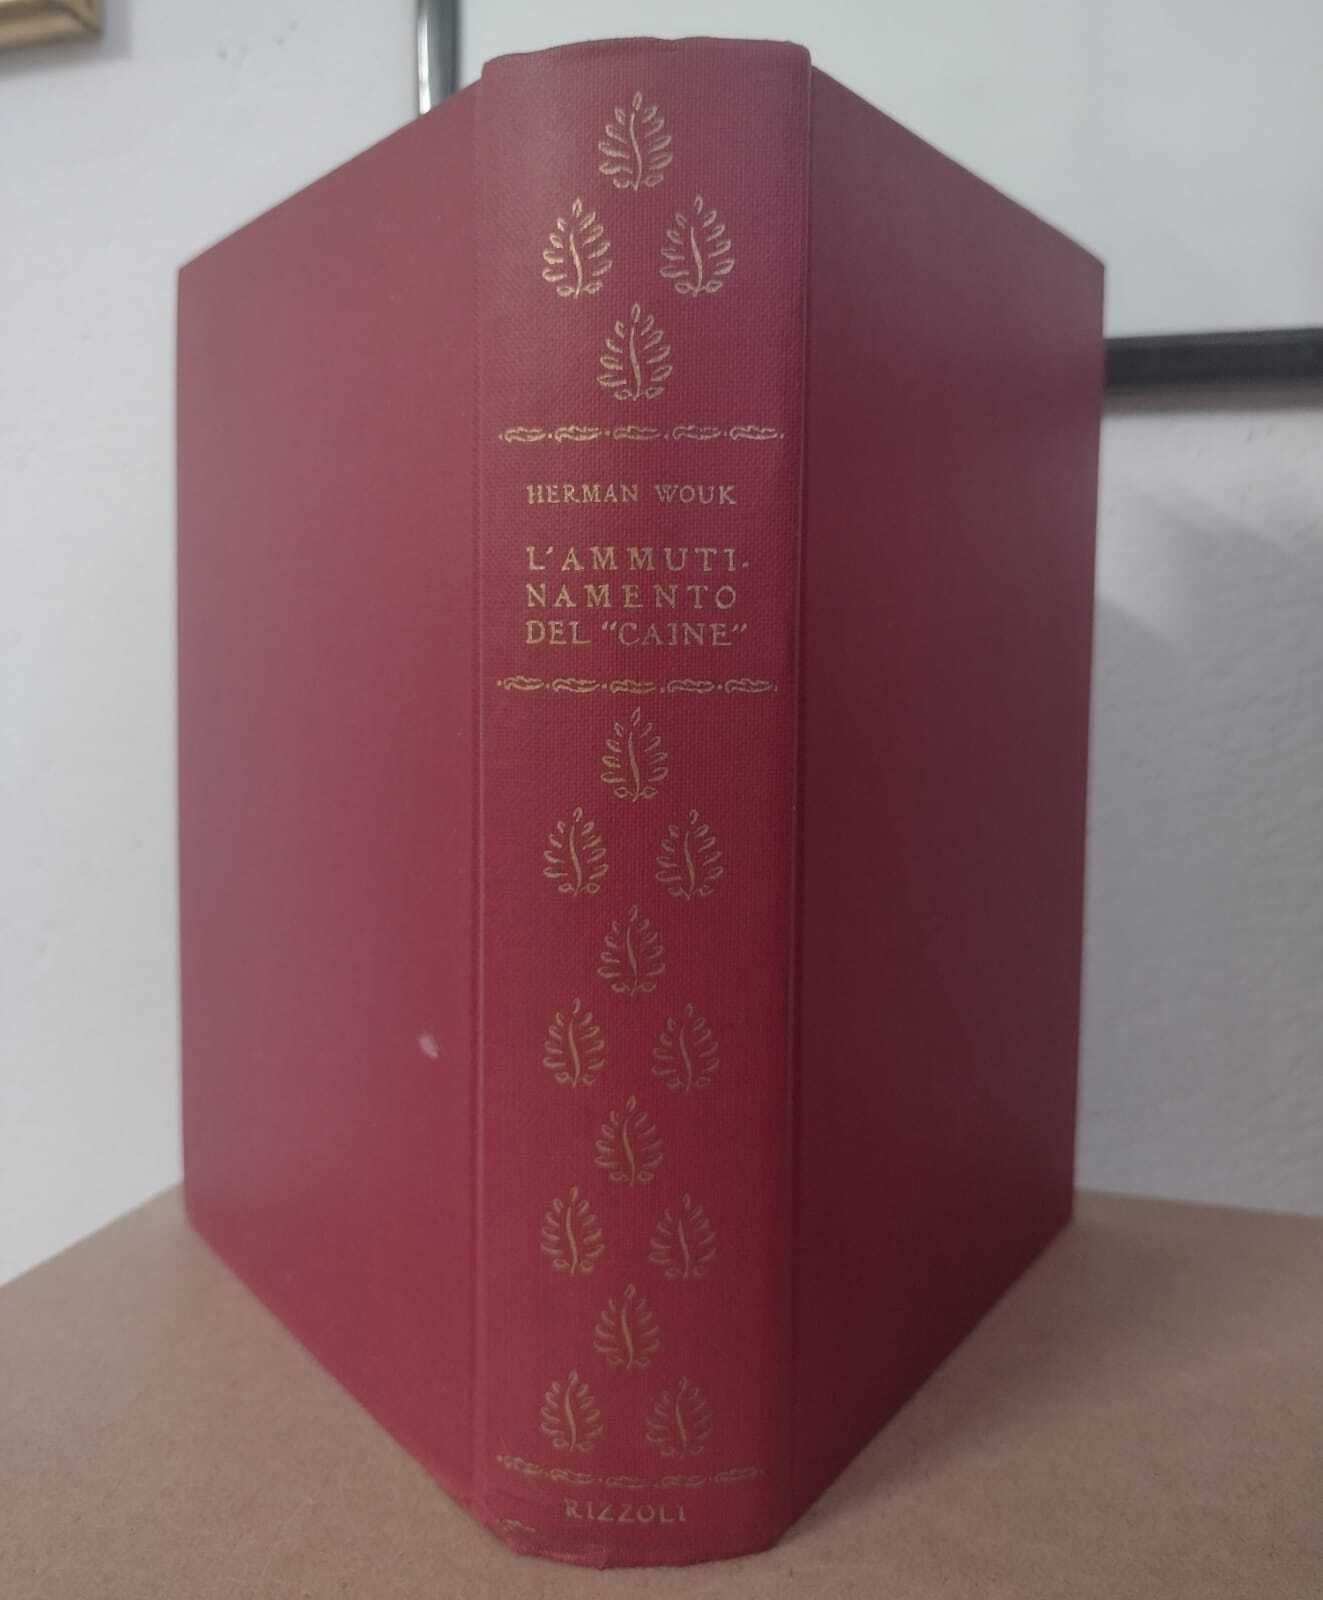 HERMAN WOUK
L'AMMUTI-
NAMENTO
DEL "CAINE"
RIZZOLI